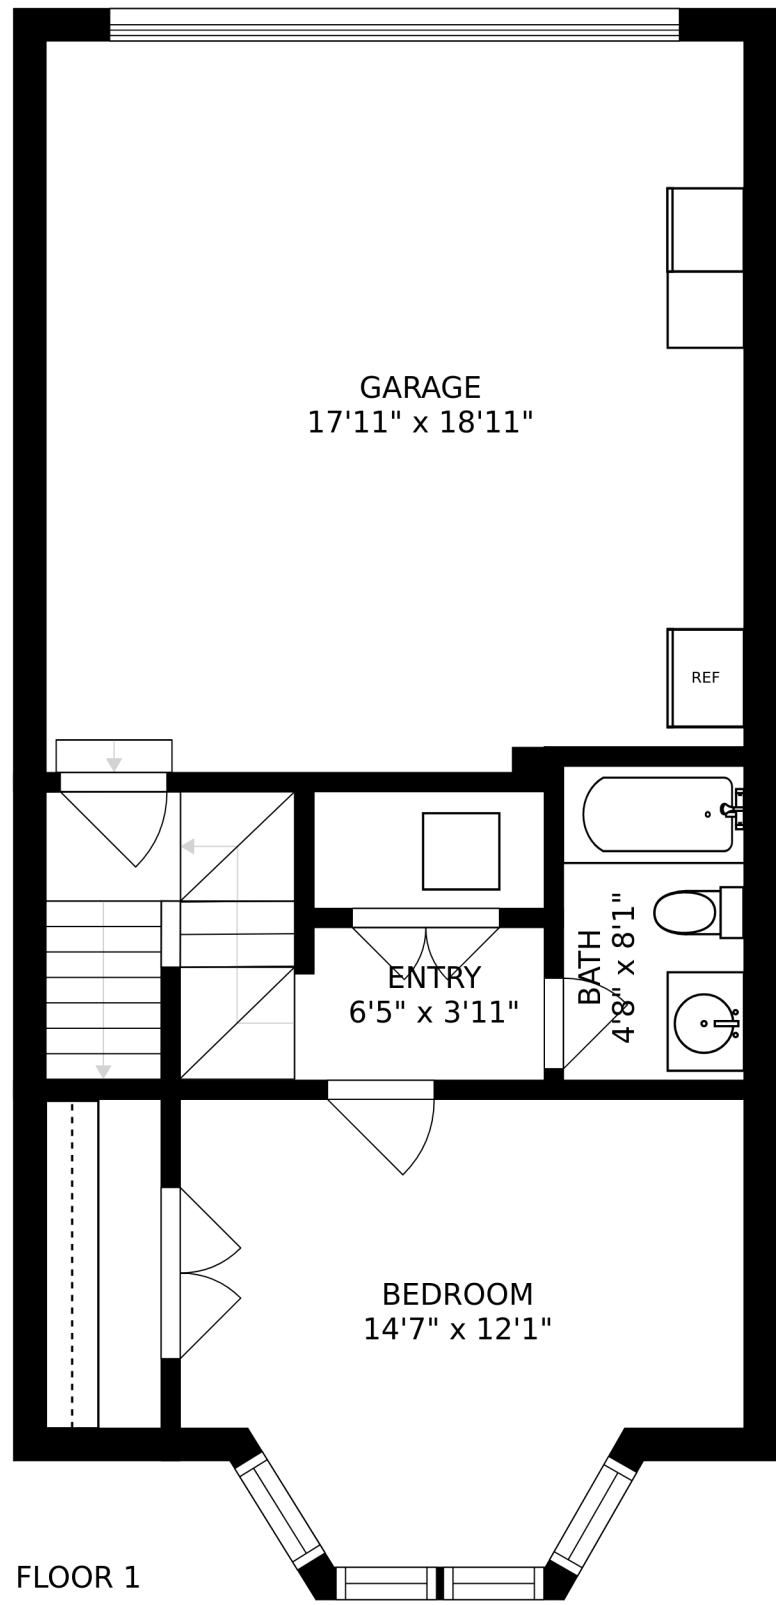 GARAGE
17'11" x 18'11"
REF
ENTRY
6'5" x 3'11"
BATH
4'8" x 8'1"
BEDROOM
14'7" x 12'1"
FLOOR 1